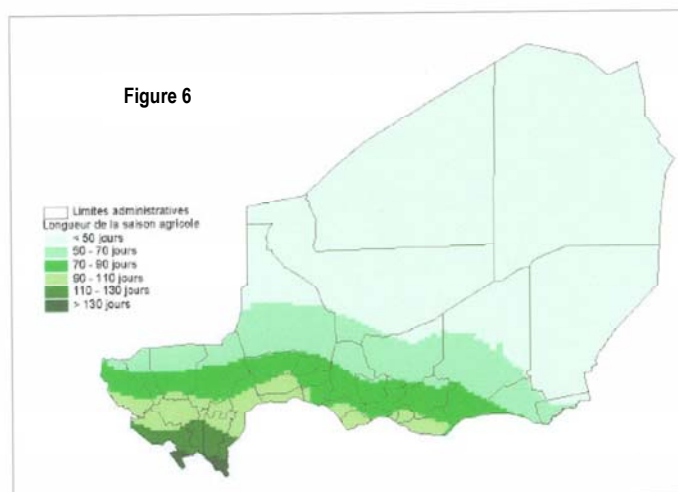 Figure 6
Limites administratives
Longueur de la saison agricole
< 50 jours
50 - 70 jours
70 - 90 jours
90 - 110 jours
110 - 130 jours
> 130 jours